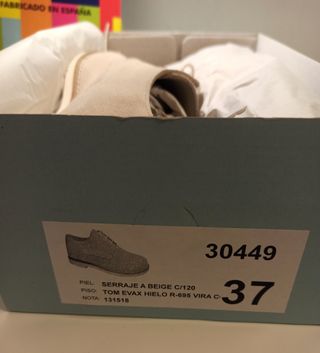 FABRICADO EN ESPAÑA
30449
PIEL: SERRAJE A BEIGE C/120
PISO: TOM EVAX HIELO R-695 VIRA C-
NOTA: 131518
37